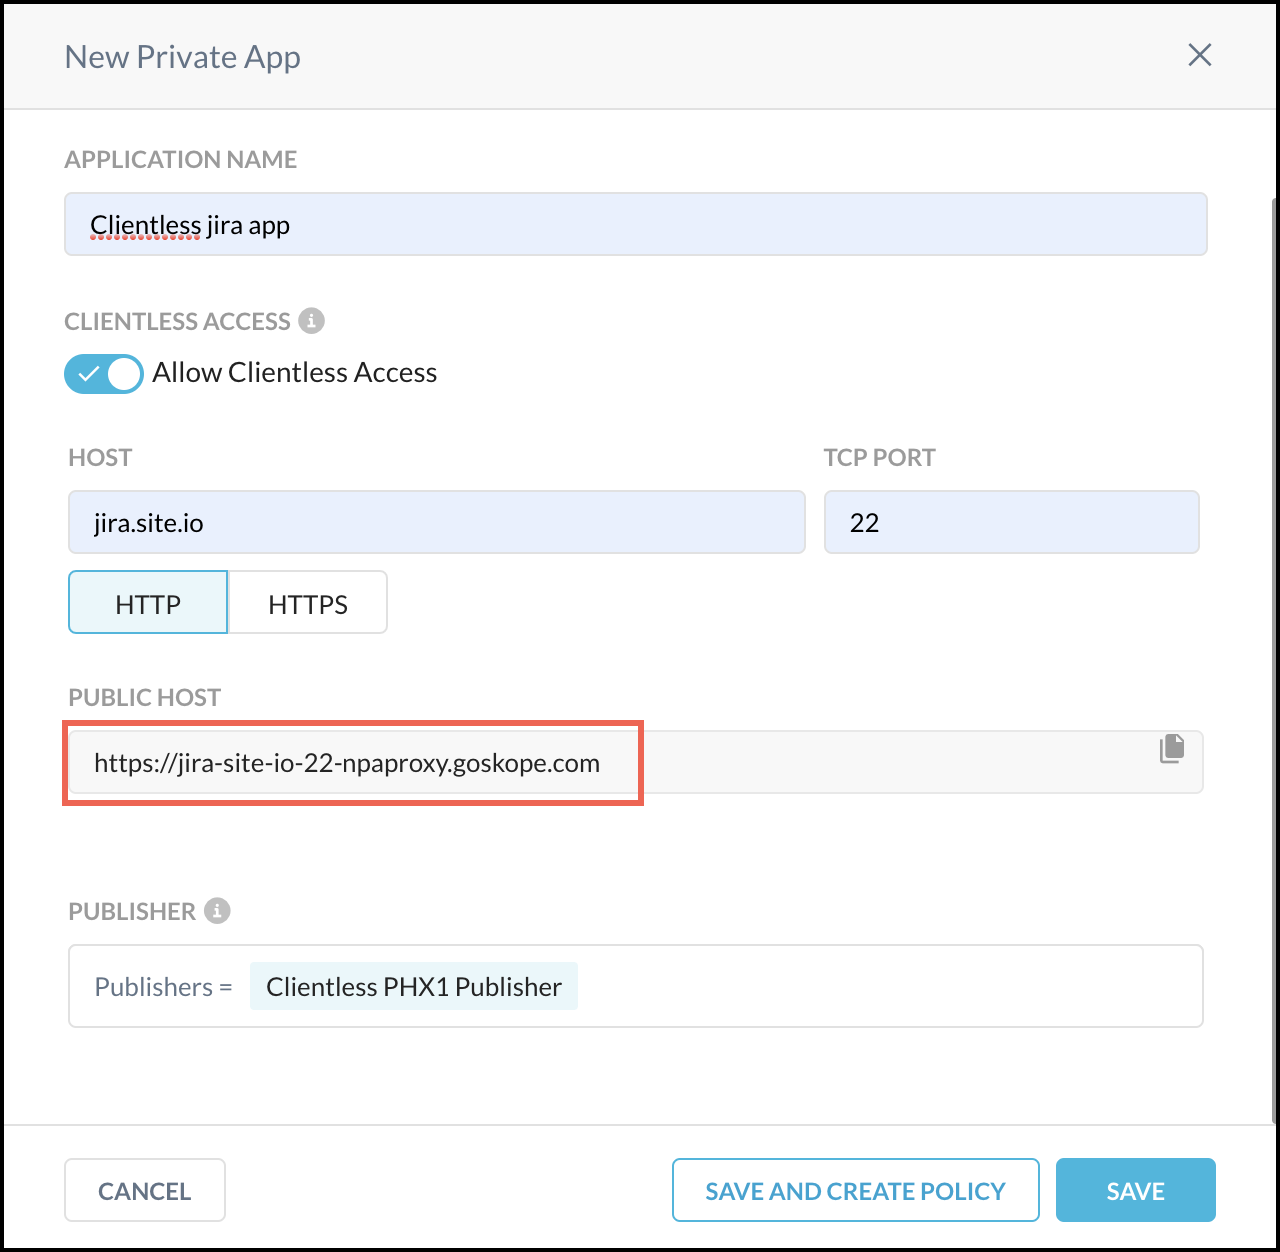 New Private App
APPLICATION NAME
Clientless jira app
CLIENTLESS ACCESS
Allow Clientless Access
HOST TCP PORT
jira.site.io 22
HTTP HTTPS
PUBLIC HOST
https://jira-site-io-22-npaproxy.goskope.com
PUBLISHER
Publishers = Clientless PHX1 Publisher
CANCEL SAVE AND CREATE POLICY SAVE